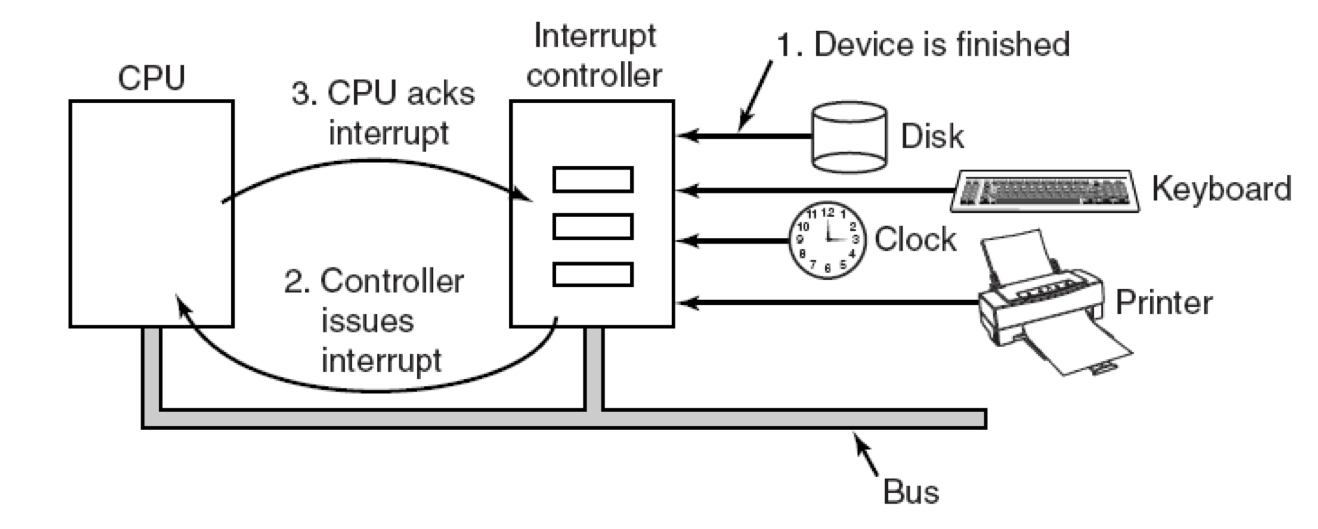 CPU
3. CPU acks
interrupt
Interrupt
controller
1. Device is finished
Disk
Keyboard
11 12 1
10 2
9 3
8 4
7 6 5
Clock
Printer
2. Controller
issues
interrupt
Bus